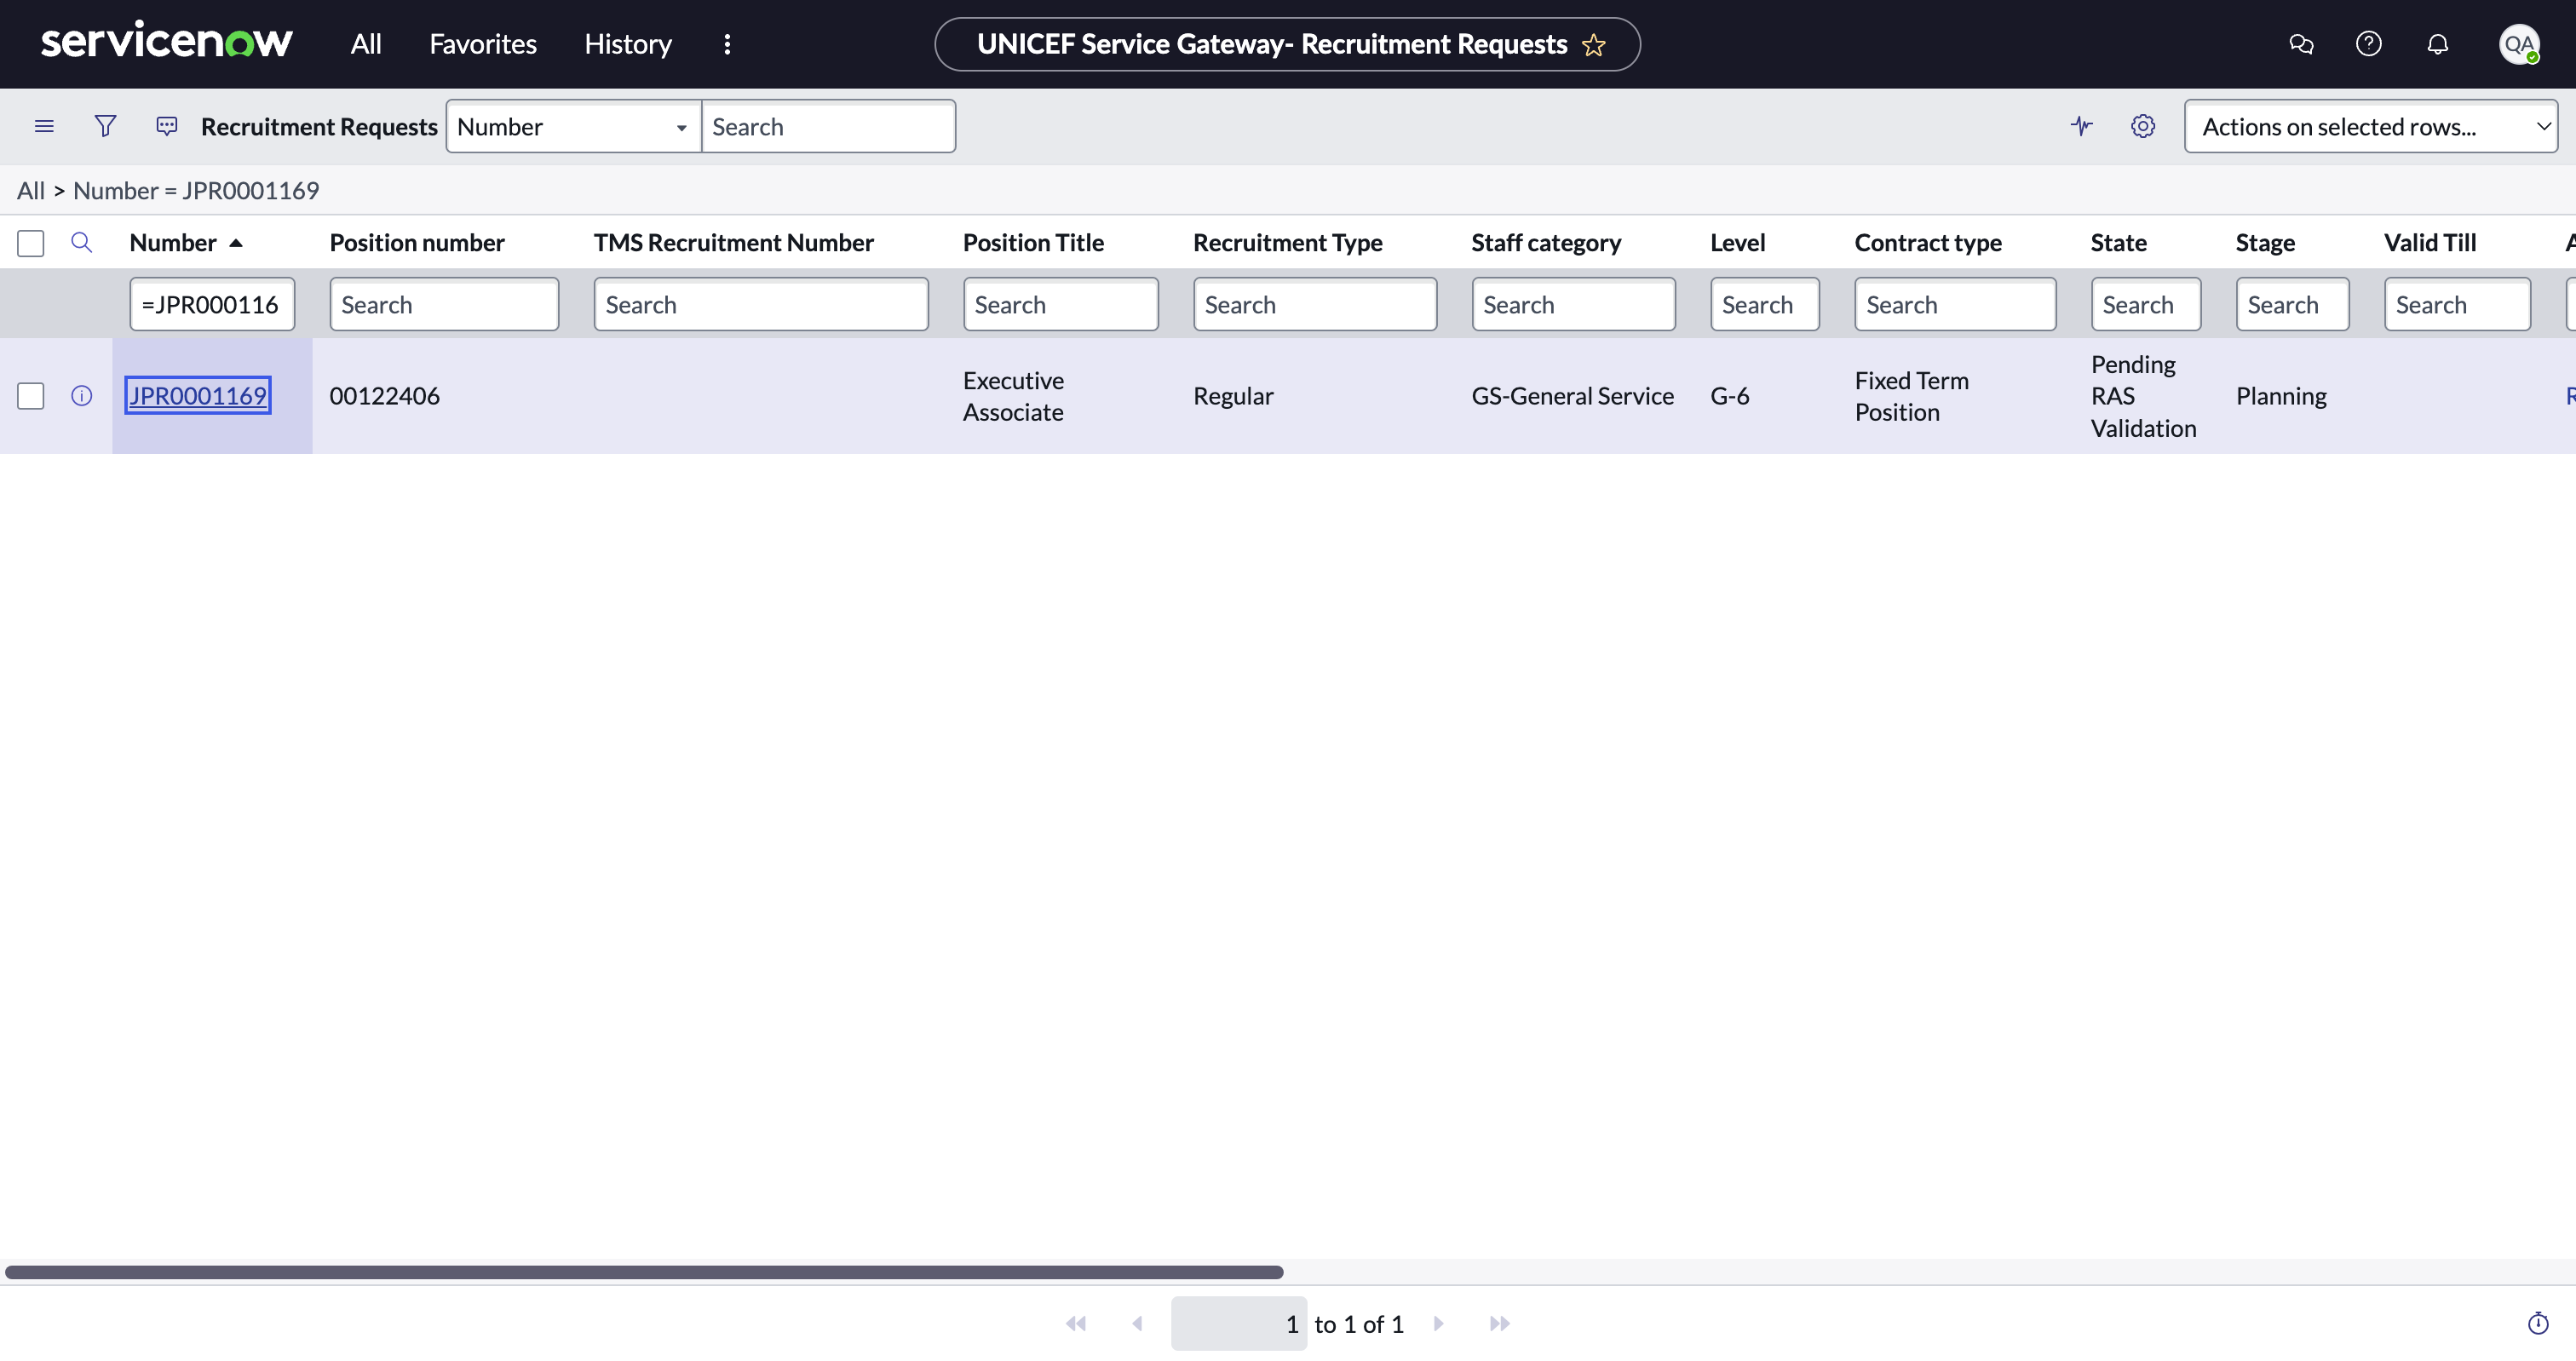 servicenow All Favorites History UNICEF Service Gateway- Recruitment Requests QA
Recruitment Requests Number Search Actions on selected rows...
All > Number = JPR0001169
Number Position number TMS Recruitment Number Position Title Recruitment Type Staff category Level Contract type State Stage Valid Till
=JPR000116 Search Search Search Search Search Search Search Search Search Search
JPR0001169 00122406 Executive Associate Regular GS-General Service G-6 Fixed Term Position Pending RAS Validation Planning
1 to 1 of 1